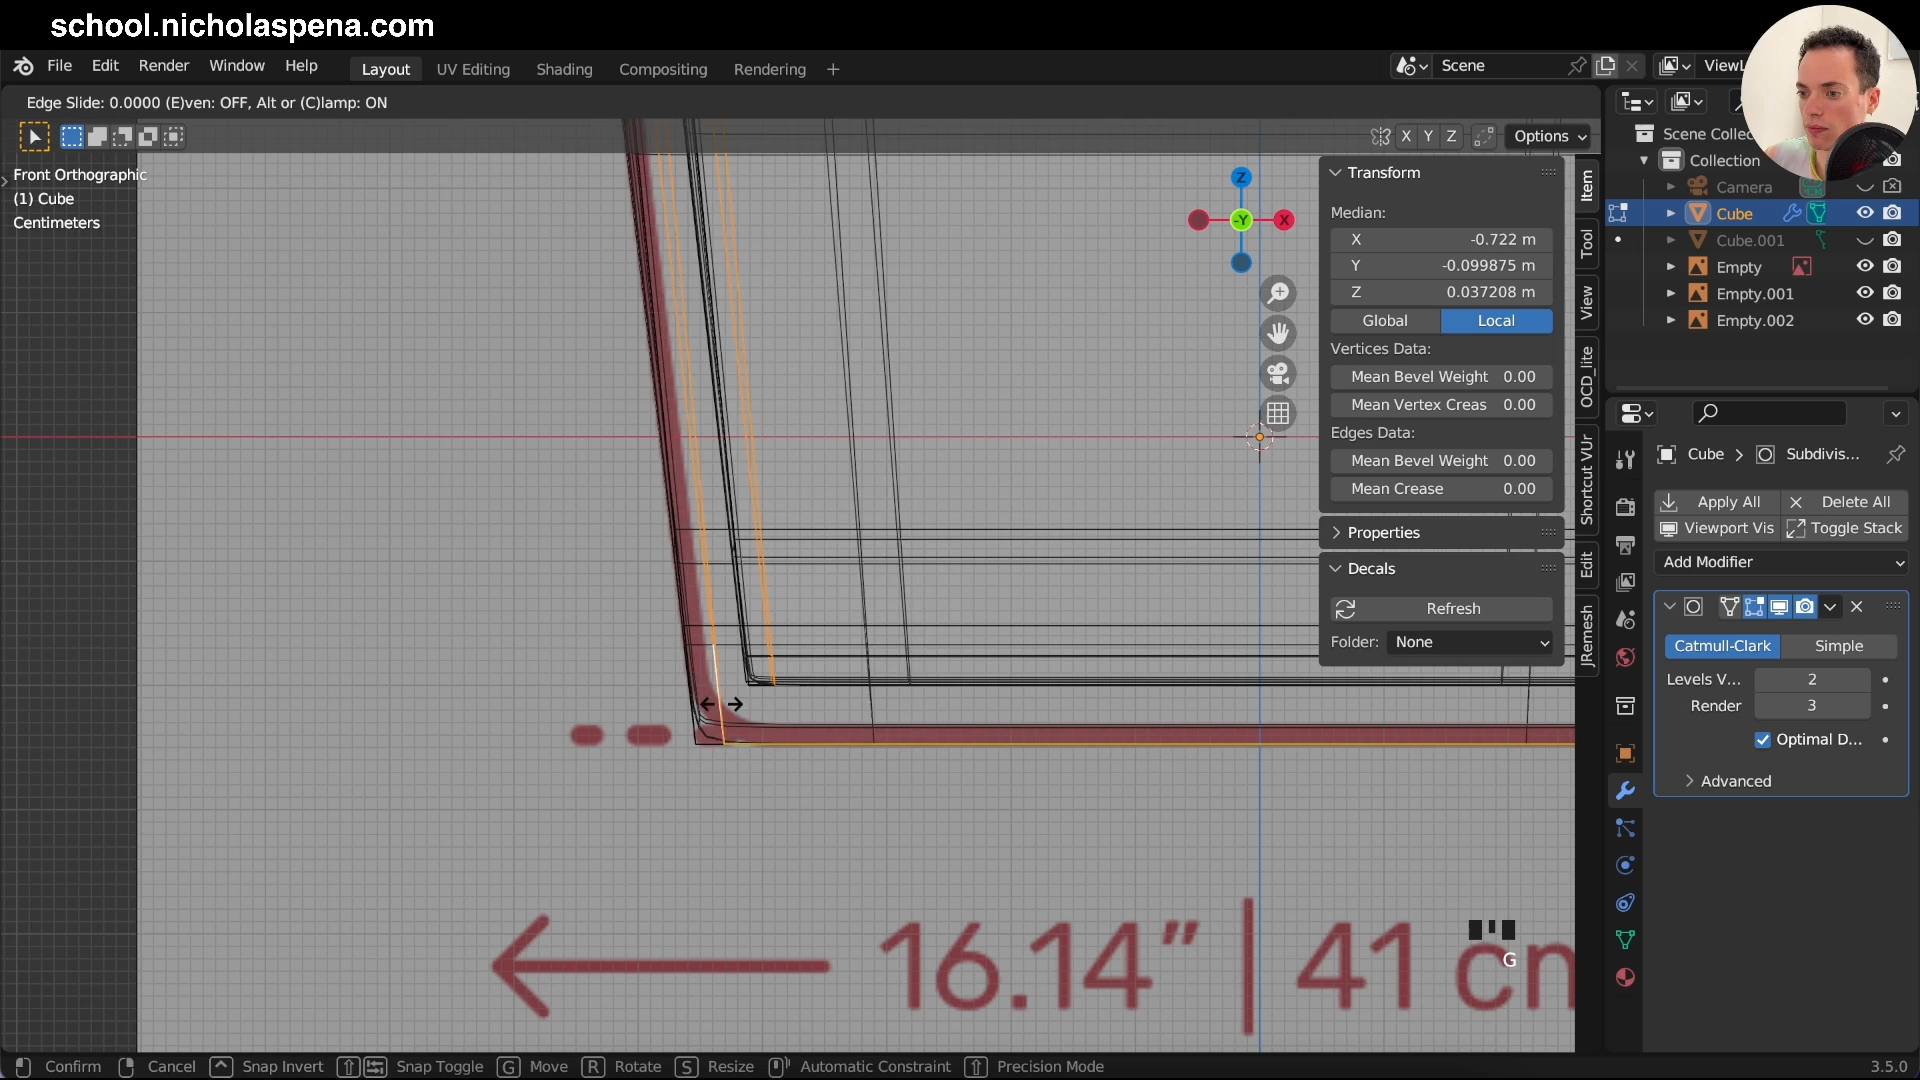 school.nicholaspena.com
File Edit Render Window Help Layout UV Editing Shading Compositing Rendering + Scene ViewL
Edge Slide: 0.0000 (E)ven: OFF, Alt or (C)lamp: ON
X Y Z Options
Front Orthographic
(1) Cube
Centimeters
Z
-Y
X
Transform
Median:
X -0.722 m
Y -0.099875 m
Z 0.037208 m
Global Local
Vertices Data:
Mean Bevel Weight 0.00
Mean Vertex Creas 0.00
Edges Data:
Mean Bevel Weight 0.00
Mean Crease 0.00
Properties
Decals
Refresh
Folder: None
Item
Tool
View
OCD_lite
Shortcut VUr
Edit
JRemesh
Scene Collec
Collection
Camera
Cube
Cube.001
Empty
Empty.001
Empty.002
Cube > Subdivis...
Apply All Delete All
Viewport Vis Toggle Stack
Add Modifier
Catmull-Clark Simple
Levels V... 2
Render 3
Optimal D...
Advanced
16.14” | 41 cm
G
Confirm Cancel Snap Invert Snap Toggle G Move R Rotate S Resize Automatic Constraint Precision Mode 3.5.0